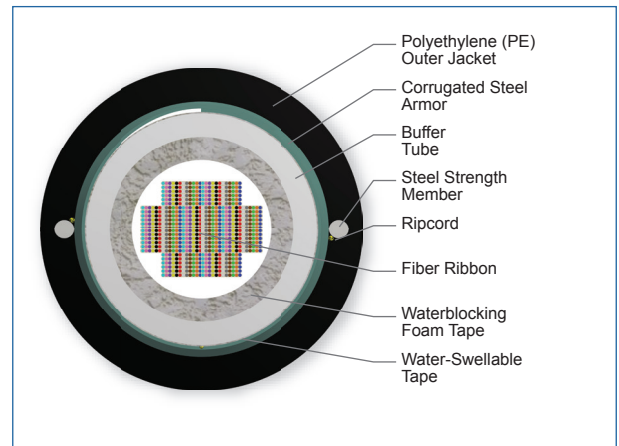 Polyethylene (PE)
Outer Jacket
Corrugated Steel
Armor
Buffer
Tube
Steel Strength
Member
Ripcord
Fiber Ribbon
Waterblocking
Foam Tape
Water-Swellable
Tape